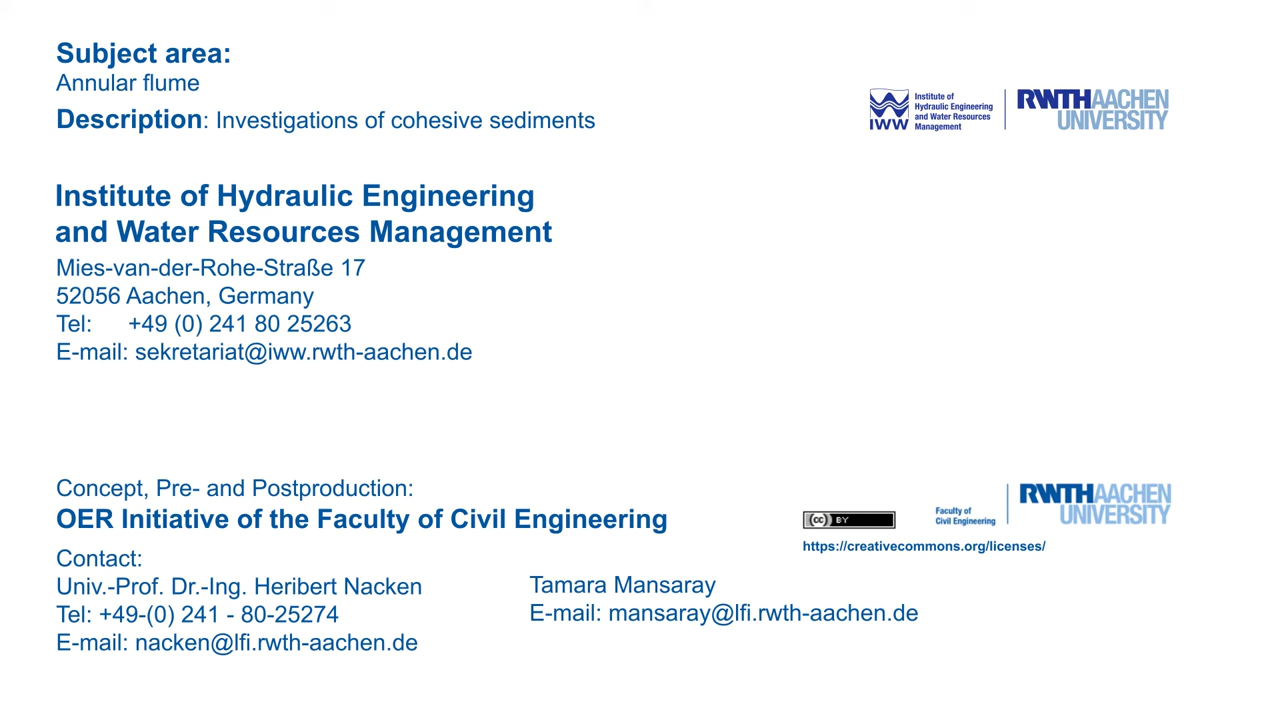 Subject area:
Annular flume
Description: Investigations of cohesive sediments
IWW
Institute of
Hydraulic Engineering
and Water Resources
Management
RWTHAACHEN
UNIVERSITY
Institute of Hydraulic Engineering
and Water Resources Management
Mies-van-der-Rohe-Straße 17
52056 Aachen, Germany
Tel: +49 (0) 241 80 25263
E-mail: sekretariat@iww.rwth-aachen.de
Concept, Pre- and Postproduction:
OER Initiative of the Faculty of Civil Engineering
Contact:
Univ.-Prof. Dr.-Ing. Heribert Nacken
Tel: +49-(0) 241 - 80-25274
E-mail: nacken@lfi.rwth-aachen.de
Tamara Mansaray
E-mail: mansaray@lfi.rwth-aachen.de
cc BY
https://creativecommons.org/licenses/
Faculty of
Civil Engineering
RWTHAACHEN
UNIVERSITY